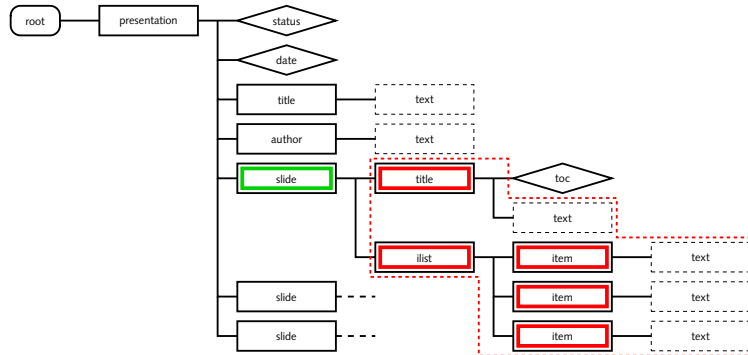 root presentation status
date
title text
author text
slide title toc
text
ilist item text
slide item text
slide item text